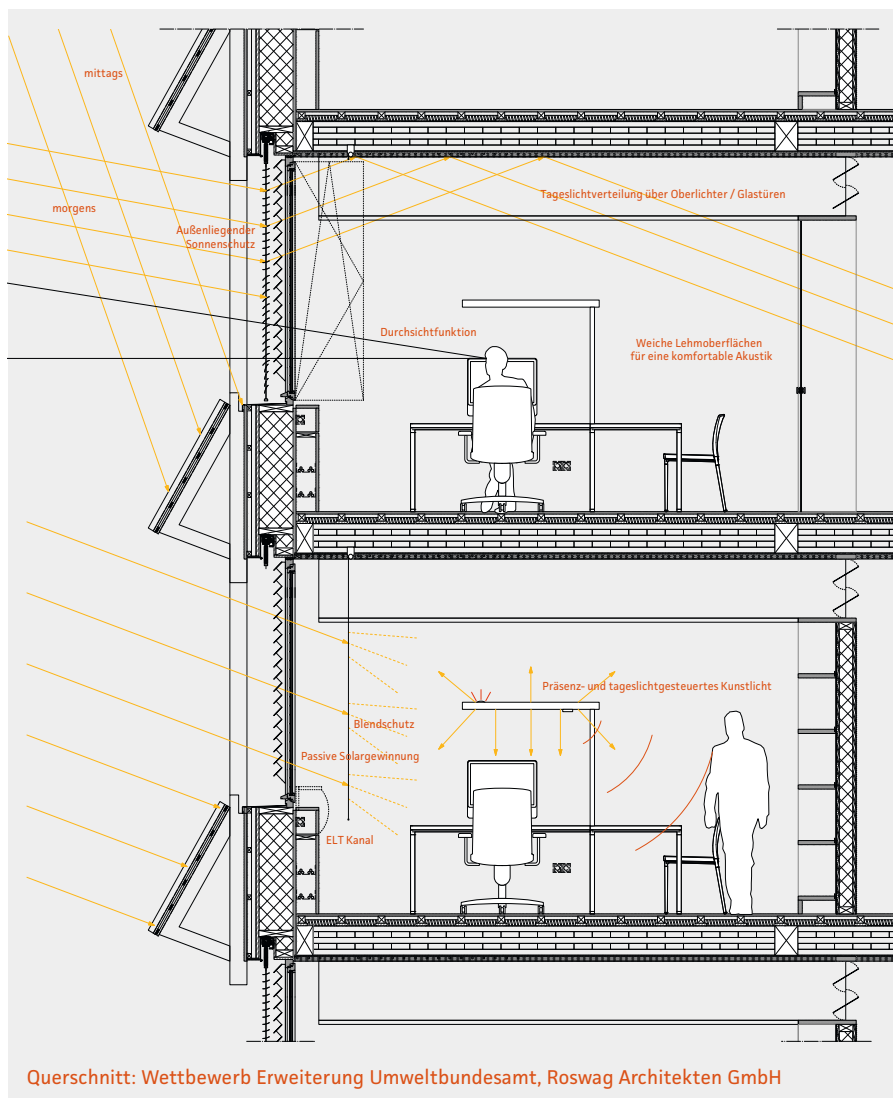 mittags
morgens
Tageslichtverteilung über Oberlichter / Glastüren
Außenliegender
Sonnenschutz
Durchsichtfunktion
Weiche Lehmoberflächen
für eine komfortable Akustik
Präsenz- und tageslichtgesteuertes Kunstlicht
Blendschutz
Passive Solargewinnung
ELT Kanal
Querschnitt: Wettbewerb Erweiterung Umweltbundesamt, Roswag Architekten GmbH